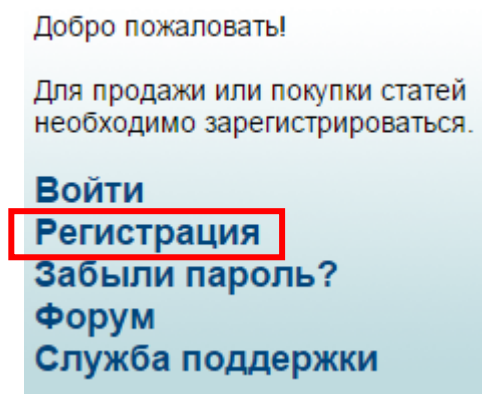 Добро пожаловать!
Для продажи или покупки статей
необходимо зарегистрироваться.
Войти
Регистрация
Забыли пароль?
Форум
Служба поддержки